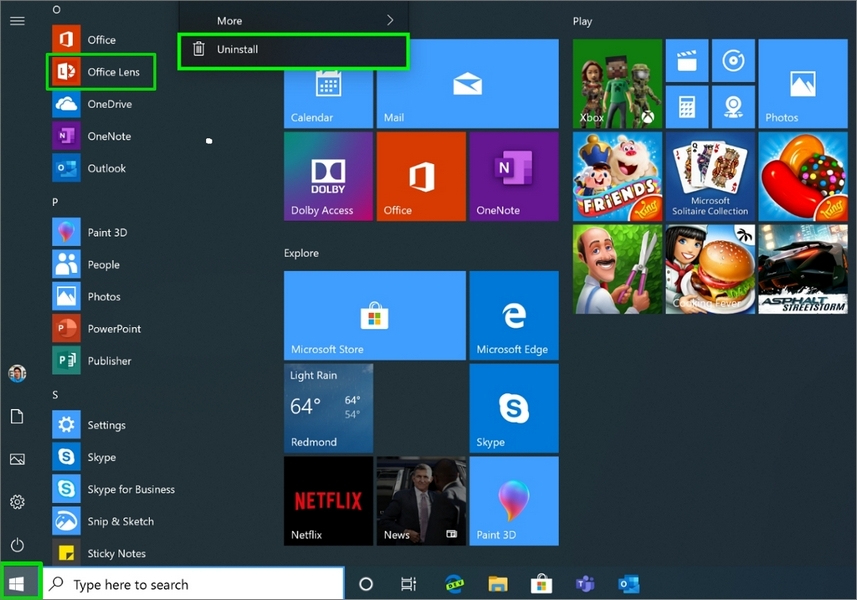 O
Office
Office Lens
OneDrive
OneNote
Outlook
P
Paint 3D
People
Photos
PowerPoint
Publisher
S
Settings
Skype
Skype for Business
Snip & Sketch
Sticky Notes
More
Uninstall
Calendar
Mail
DOLBY
Dolby Access
Office
N
OneNote
Explore
Microsoft Store
Microsoft Edge
Light Rain
64°
64°
54°
Redmond
Skype
NETFLIX
Netflix
News
Paint 3D
Play
Xbox
Photos
FRIENDS
King
Microsoft
Solitaire Collection
King
Cooking Fever
ASPHALT
STREETSTORM
Type here to search
DEV